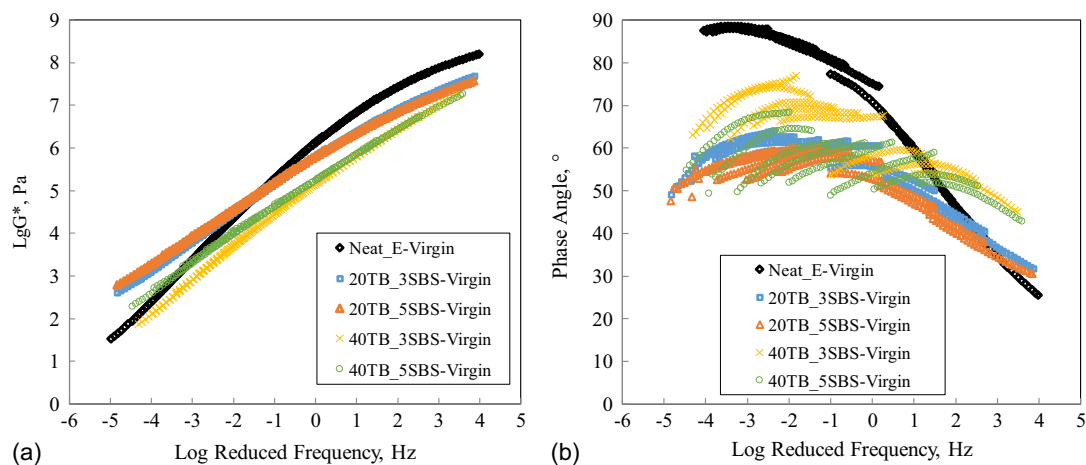 9
8
7
6
5
4
3
2
1
0
-6 -5 -4 -3 -2 -1 0 1 2 3 4 5
LgG*, Pa
Log Reduced Frequency, Hz
Neat_E-Virgin
20TB_3SBS-Virgin
20TB_5SBS-Virgin
40TB_3SBS-Virgin
40TB_5SBS-Virgin
(a)
90
80
70
60
50
40
30
20
10
0
-6 -5 -4 -3 -2 -1 0 1 2 3 4 5
Phase Angle, °
Log Reduced Frequency, Hz
Neat_E-Virgin
20TB_3SBS-Virgin
20TB_5SBS-Virgin
40TB_3SBS-Virgin
40TB_5SBS-Virgin
(b)